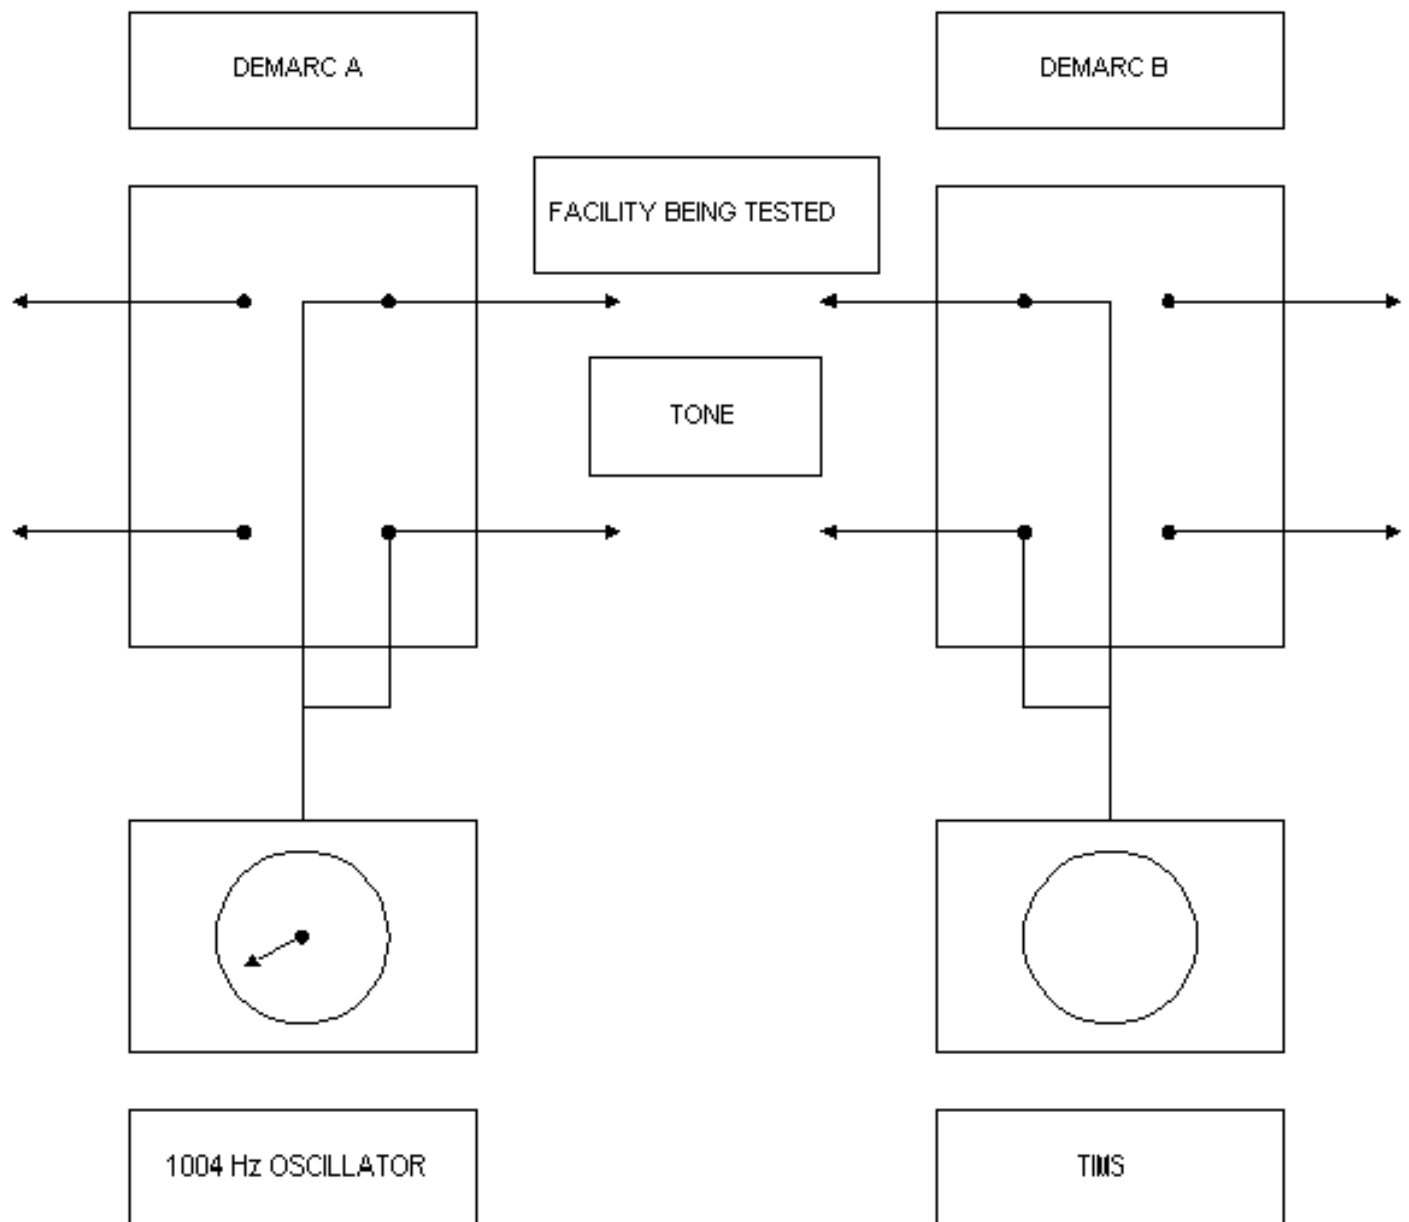 DEMARC A
DEMARC B
FACILITY BEING TESTED
TONE
1004 Hz OSCILLATOR
TIMS